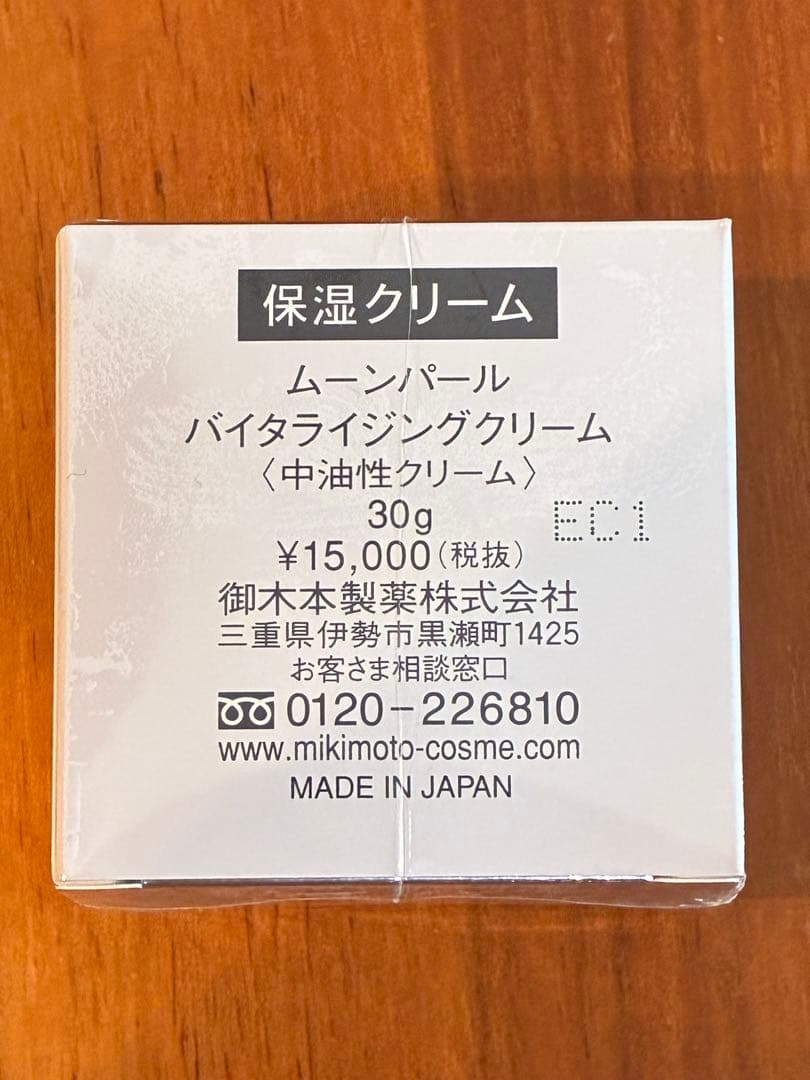 保湿クリーム
ムーンパール
バイタライジングクリーム
〈中油性クリーム〉
30g
EC1
¥15,000(税抜)
御木本製薬株式会社
三重県伊勢市黒瀬町1425
お客さま相談窓口
0120-226810
www.mikimoto-cosme.com
MADE IN JAPAN